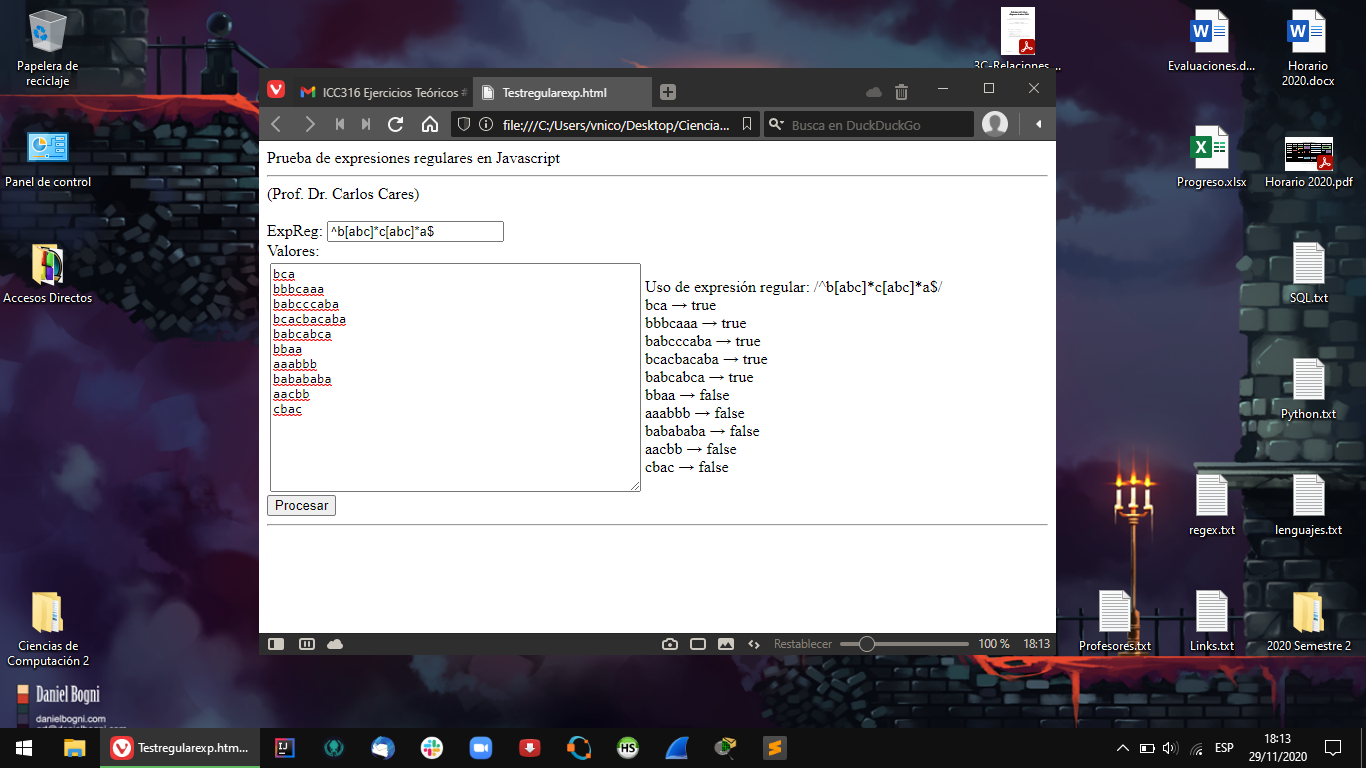 Papelera de
reciclaje
Panel de control
Accesos Directos
Ciencias de
Computación 2
Daniel Bogni
danielbogni.com
3C-Relaciones ...
Evaluaciones.d...
Horario
2020.docx
Progreso.xlsx
Horario 2020.pdf
SQL.txt
Python.txt
regex.txt
lenguajes.txt
Profesores.txt
Links.txt
2020 Semestre 2
ICC316 Ejercicios Teóricos #
Testregularexp.html
file:///C:/Users/vnico/Desktop/Ciencia...
Busca en DuckDuckGo
Prueba de expresiones regulares en Javascript
(Prof. Dr. Carlos Cares)
ExpReg: ^b[abc]*c[abc]*a$
Valores:
bca
bbbcaaa
babcccaba
bcacbacaba
babcabca
bbaa
aaabbb
babababa
aacbb
cbac
Uso de expresión regular: /^b[abc]*c[abc]*a$/
bca → true
bbbcaaa → true
babcccaba → true
bcacbacaba → true
babcabca → true
bbaa → false
aaabbb → false
babababa → false
aacbb → false
cbac → false
Procesar
Restablecer
100 %
18:13
Testregularexp.htm...
IJ
HS
ESP
18:13
29/11/2020